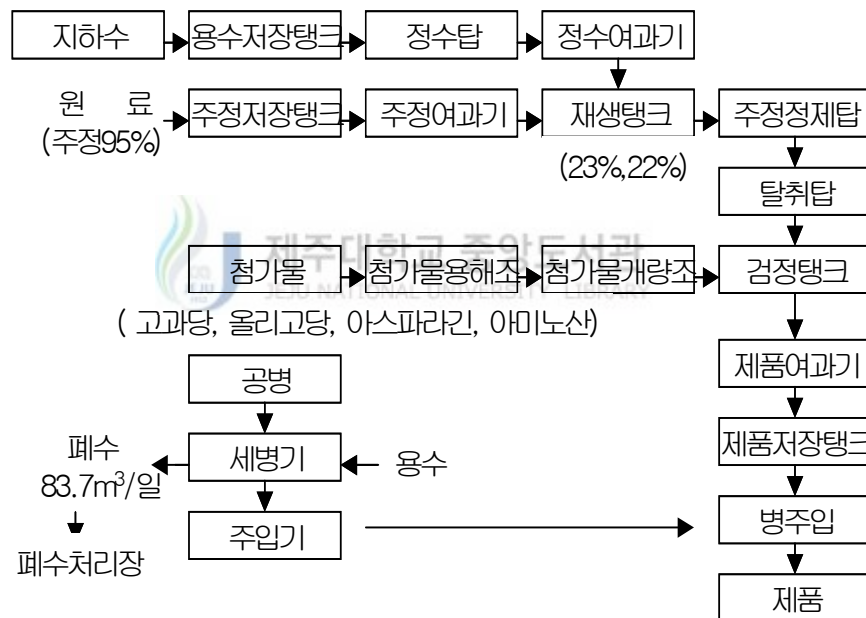 지하수 용수저장탱크 정수탑 정수여과기
원 료 주정저장탱크 주정여과기 재생탱크 주정정제탑
(주정95%) (23%,22%)
탈취탑
제주대학교 중앙도서관
JEJU NATIONAL UNIVERSITY LIBRARY
첨가물 첨가물용해조 첨가물개량조 검정탱크
( 고과당, 올리고당, 아스파라긴, 아미노산)
제품여과기
공병
제품저장탱크
폐수 세병기 용수
83.7m³/일
주입기 병주입
폐수처리장
제품